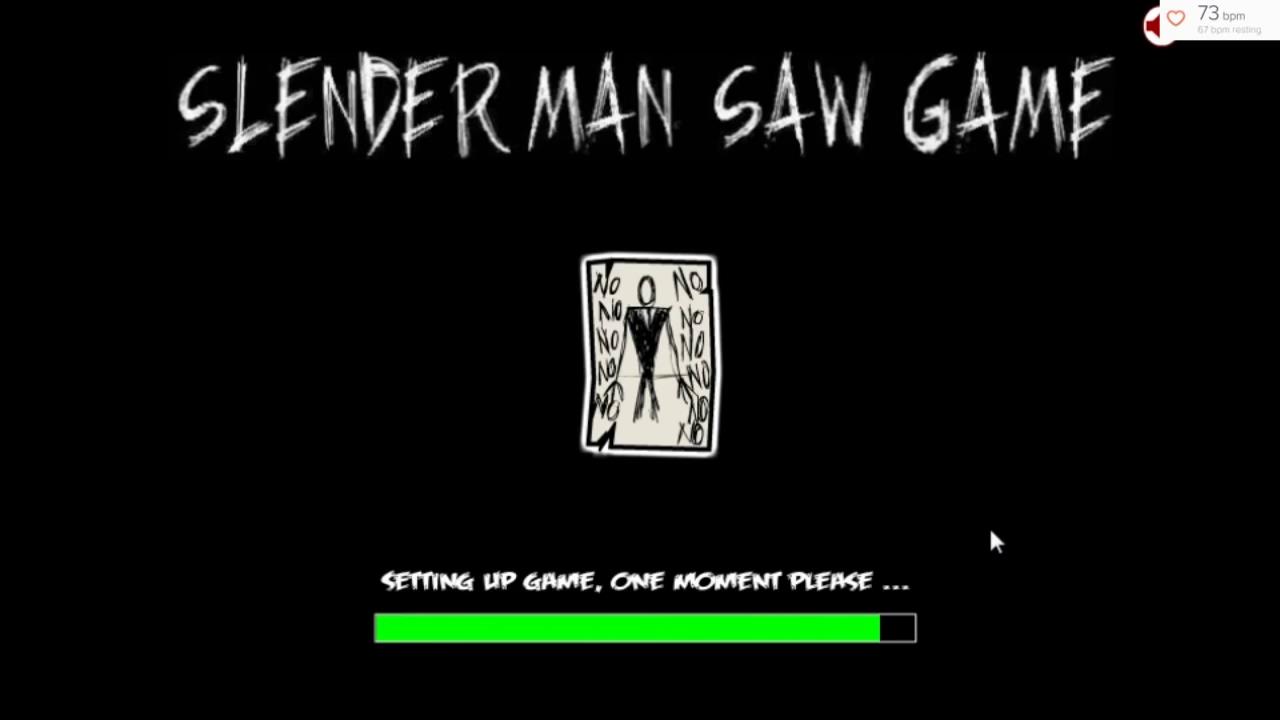 73 bpm
67 bpm resting
SLENDER MAN SAW GAME
NO NO
NO NO
NO NO
NO NO
NO NO
NO
SETTING UP GAME, ONE MOMENT PLEASE ...